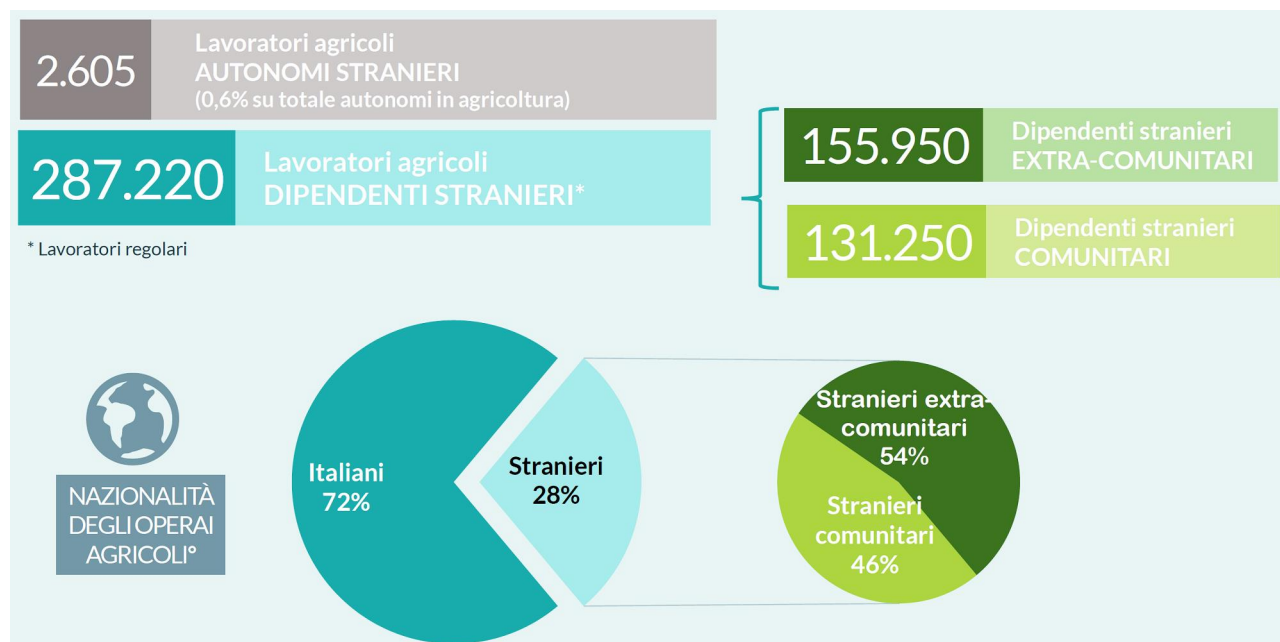 2.605
Lavoratori agricoli
AUTONOMI STRANIERI
(0,6% su totale autonomi in agricoltura)
287.220
Lavoratori agricoli
DIPENDENTI STRANIERI*
* Lavoratori regolari
155.950
Dipendenti stranieri
EXTRA-COMUNITARI
131.250
Dipendenti stranieri
COMUNITARI
NAZIONALITÀ
DEGLI OPERAI
AGRICOLI°
Italiani
72%
Stranieri
28%
Stranieri extra-
comunitari
54%
Stranieri
comunitari
46%